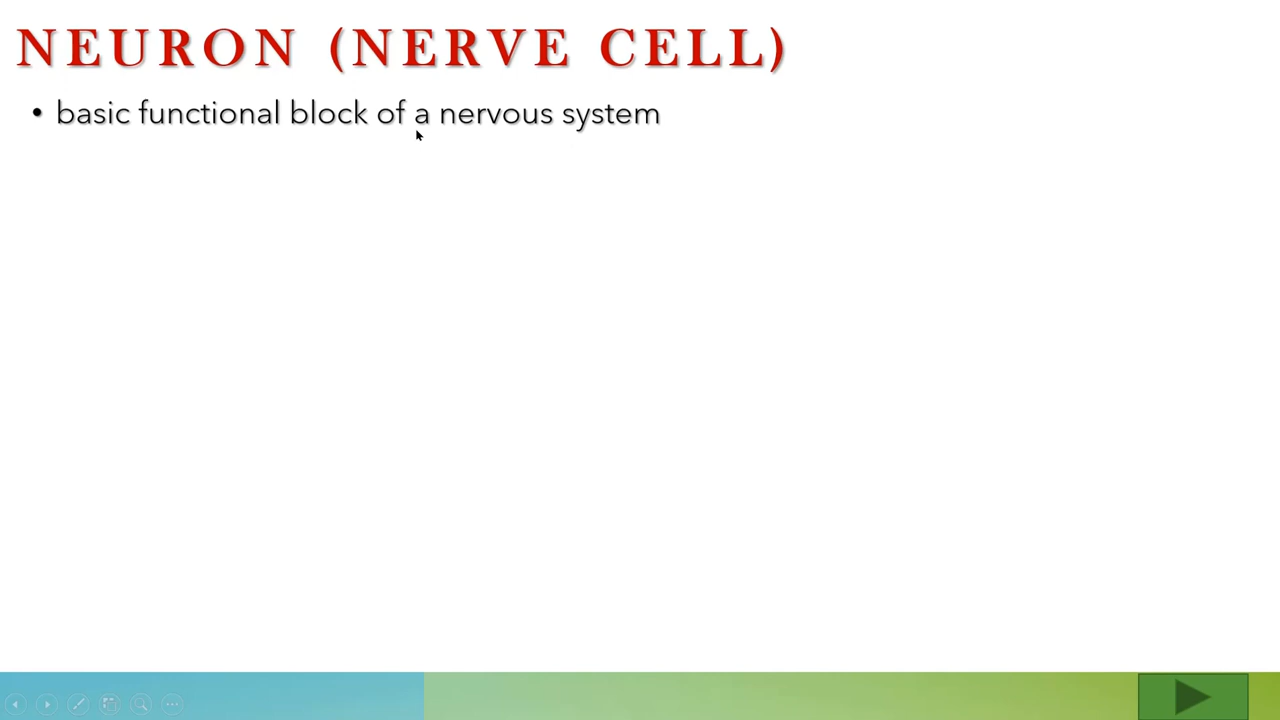 NEURON (NERVE CELL)
• basic functional block of a nervous system